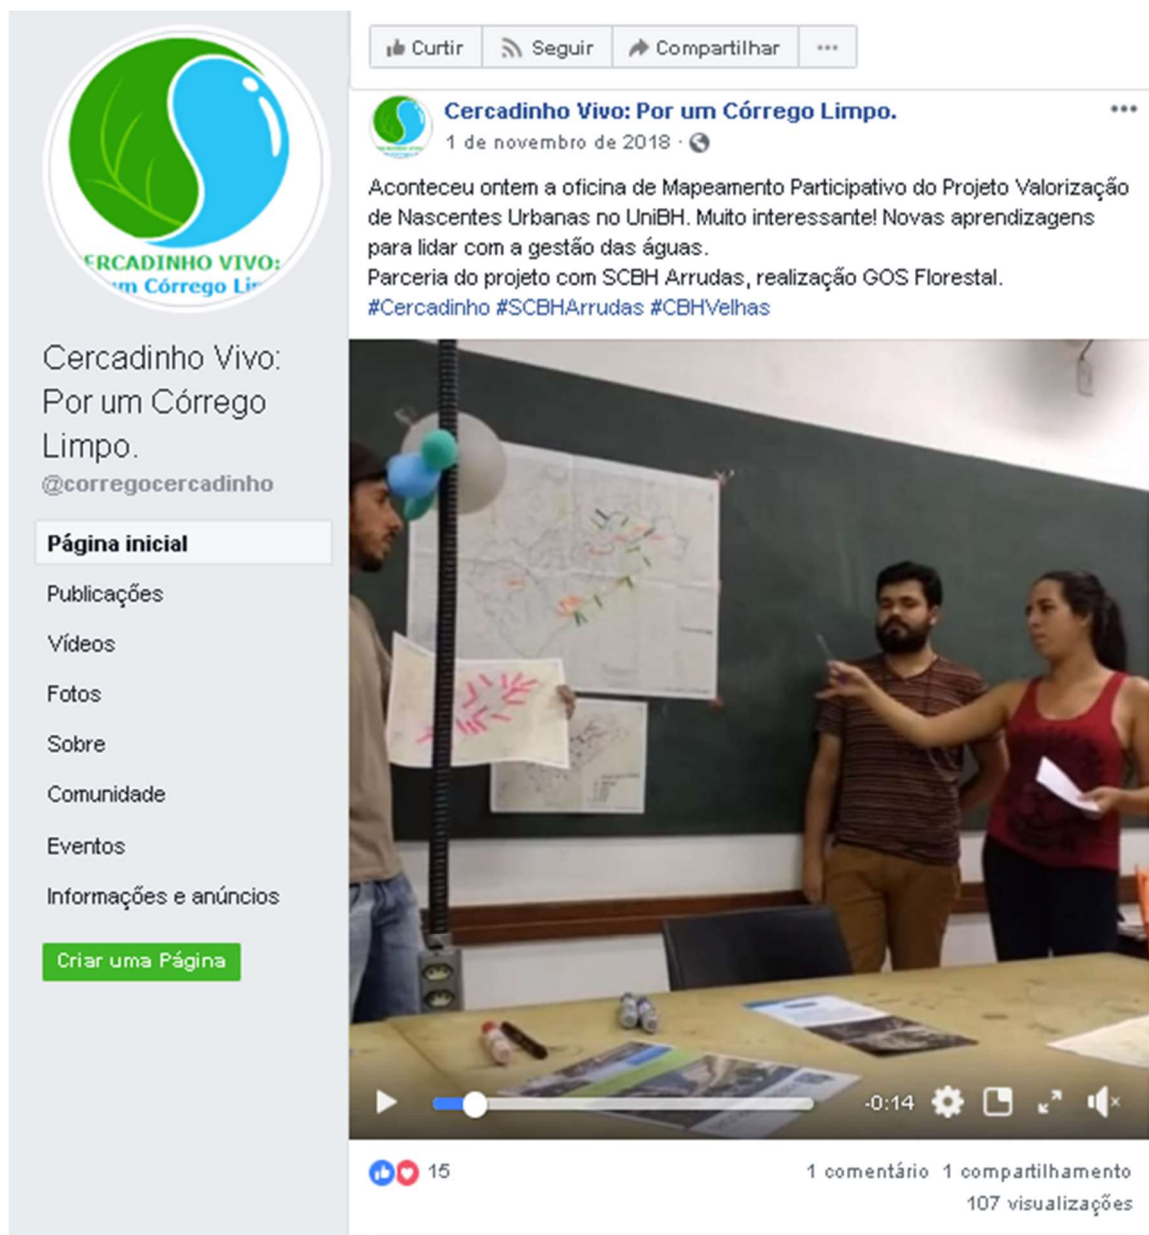 CERCADINHO VIVO:
Cercadinho Vivo:
Por um Córrego
Limpo.
@corregocercadinho
Página inicial
Publicações
Vídeos
Fotos
Sobre
Comunidade
Eventos
Informações e anúncios
Criar uma Página
Curtir Seguir Compartilhar ...
Cercadinho Vivo: Por um Córrego Limpo.
1 de novembro de 2018 ·
Aconteceu ontem a oficina de Mapeamento Participativo do Projeto Valorização
de Nascentes Urbanas no UniBH. Muito interessante! Novas aprendizagens
para lidar com a gestão das águas.
Parceria do projeto com SCBH Arrudas, realização GOS Florestal.
#Cercadinho #SCBHArrudas #CBHVelhas
-0:14
15
1 comentário 1 compartilhamento
107 visualizações